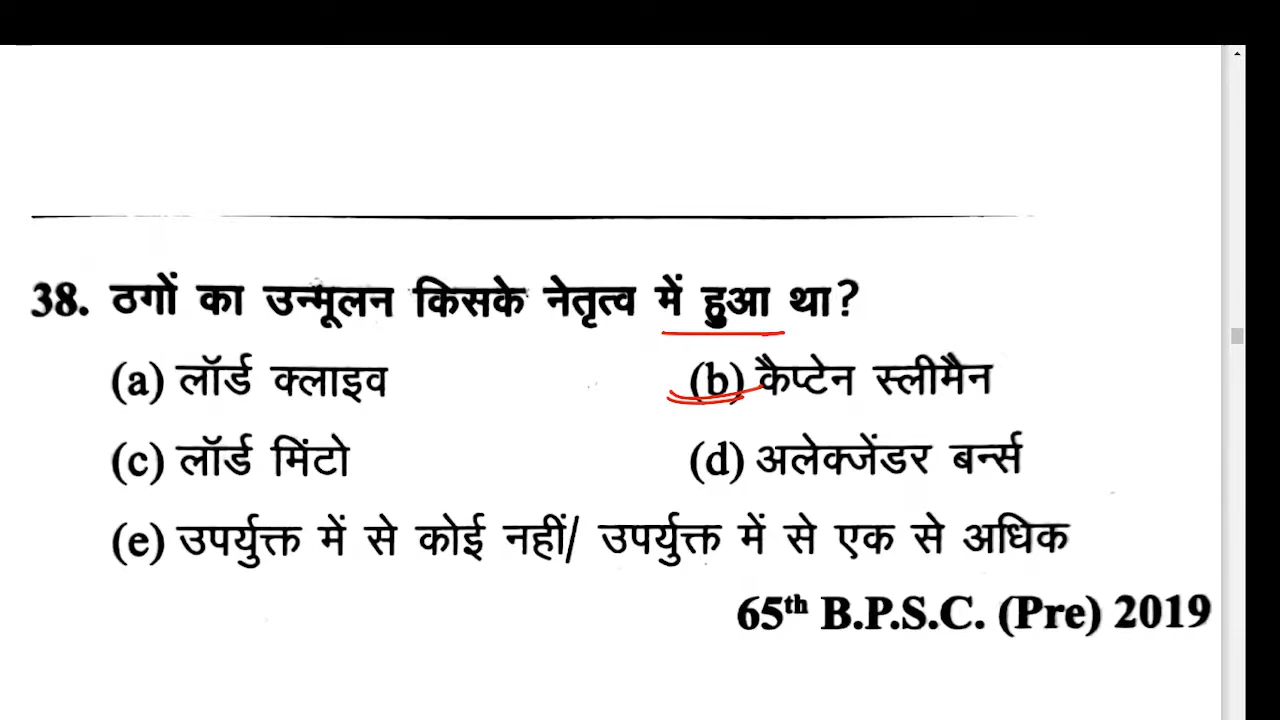 38. ठगों का उन्मूलन किसके नेतृत्व में हुआ था?
(a) लॉर्ड क्लाइव (b) कैप्टेन स्लीमैन
(c) लॉर्ड मिंटो (d) अलेक्जेंडर बर्न्स
(e) उपर्युक्त में से कोई नहीं/ उपर्युक्त में से एक से अधिक
65th B.P.S.C. (Pre) 2019